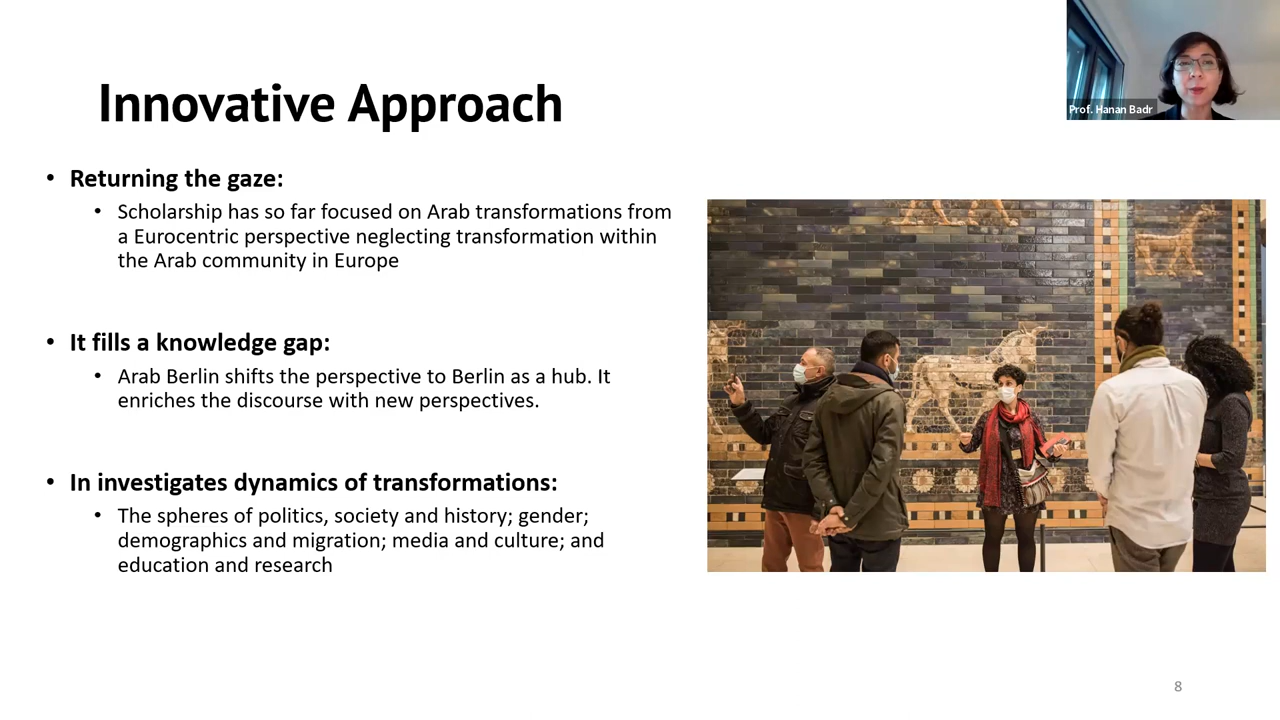 Prof. Hanan Badr
Innovative Approach
• Returning the gaze:
• Scholarship has so far focused on Arab transformations from
a Eurocentric perspective neglecting transformation within
the Arab community in Europe
• It fills a knowledge gap:
• Arab Berlin shifts the perspective to Berlin as a hub. It
enriches the discourse with new perspectives.
• In investigates dynamics of transformations:
• The spheres of politics, society and history; gender;
demographics and migration; media and culture; and
education and research
8